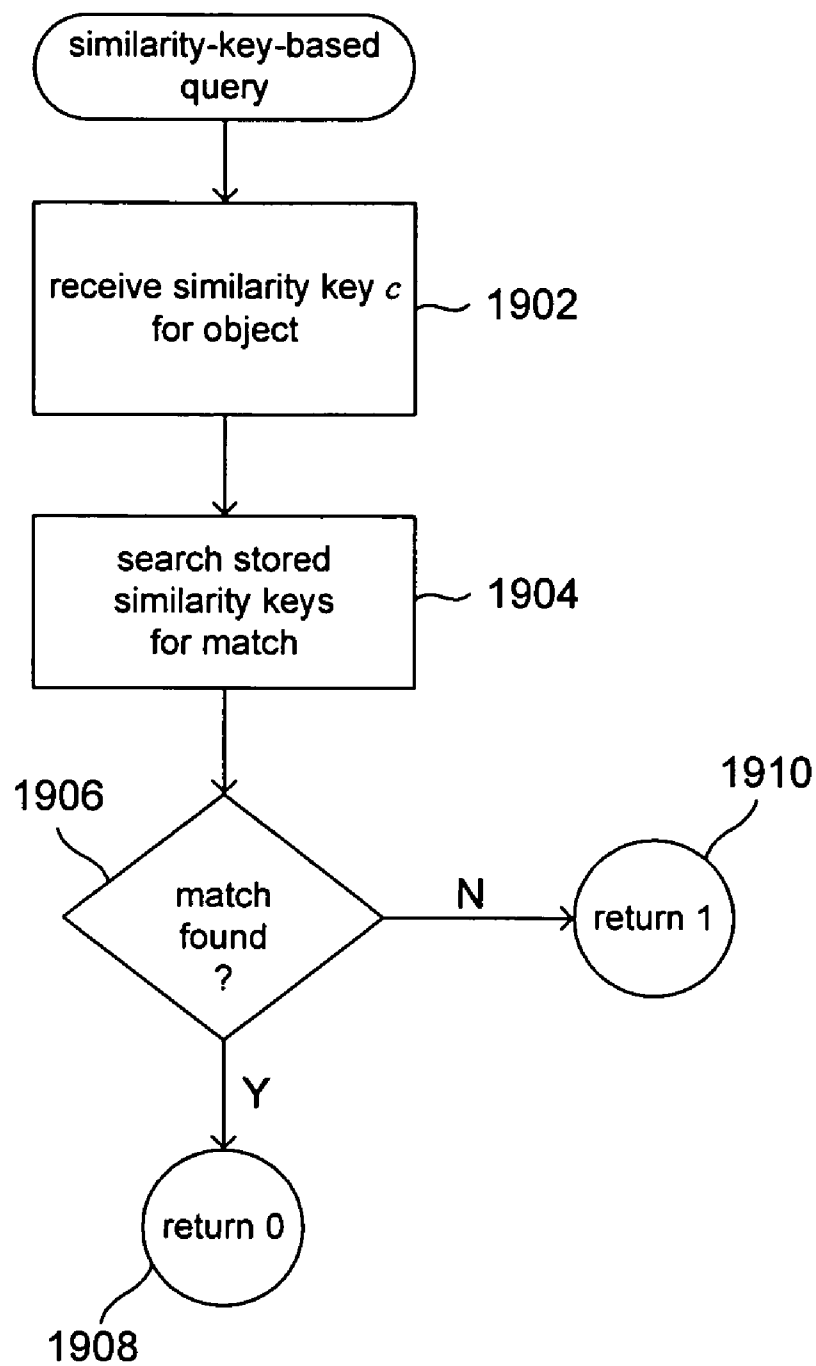 similarity-key-based
query
receive similarity key c
for object
1902
search stored
similarity keys
for match
1904
1906
match
found
?
N
1910
return 1
Y
return 0
1908